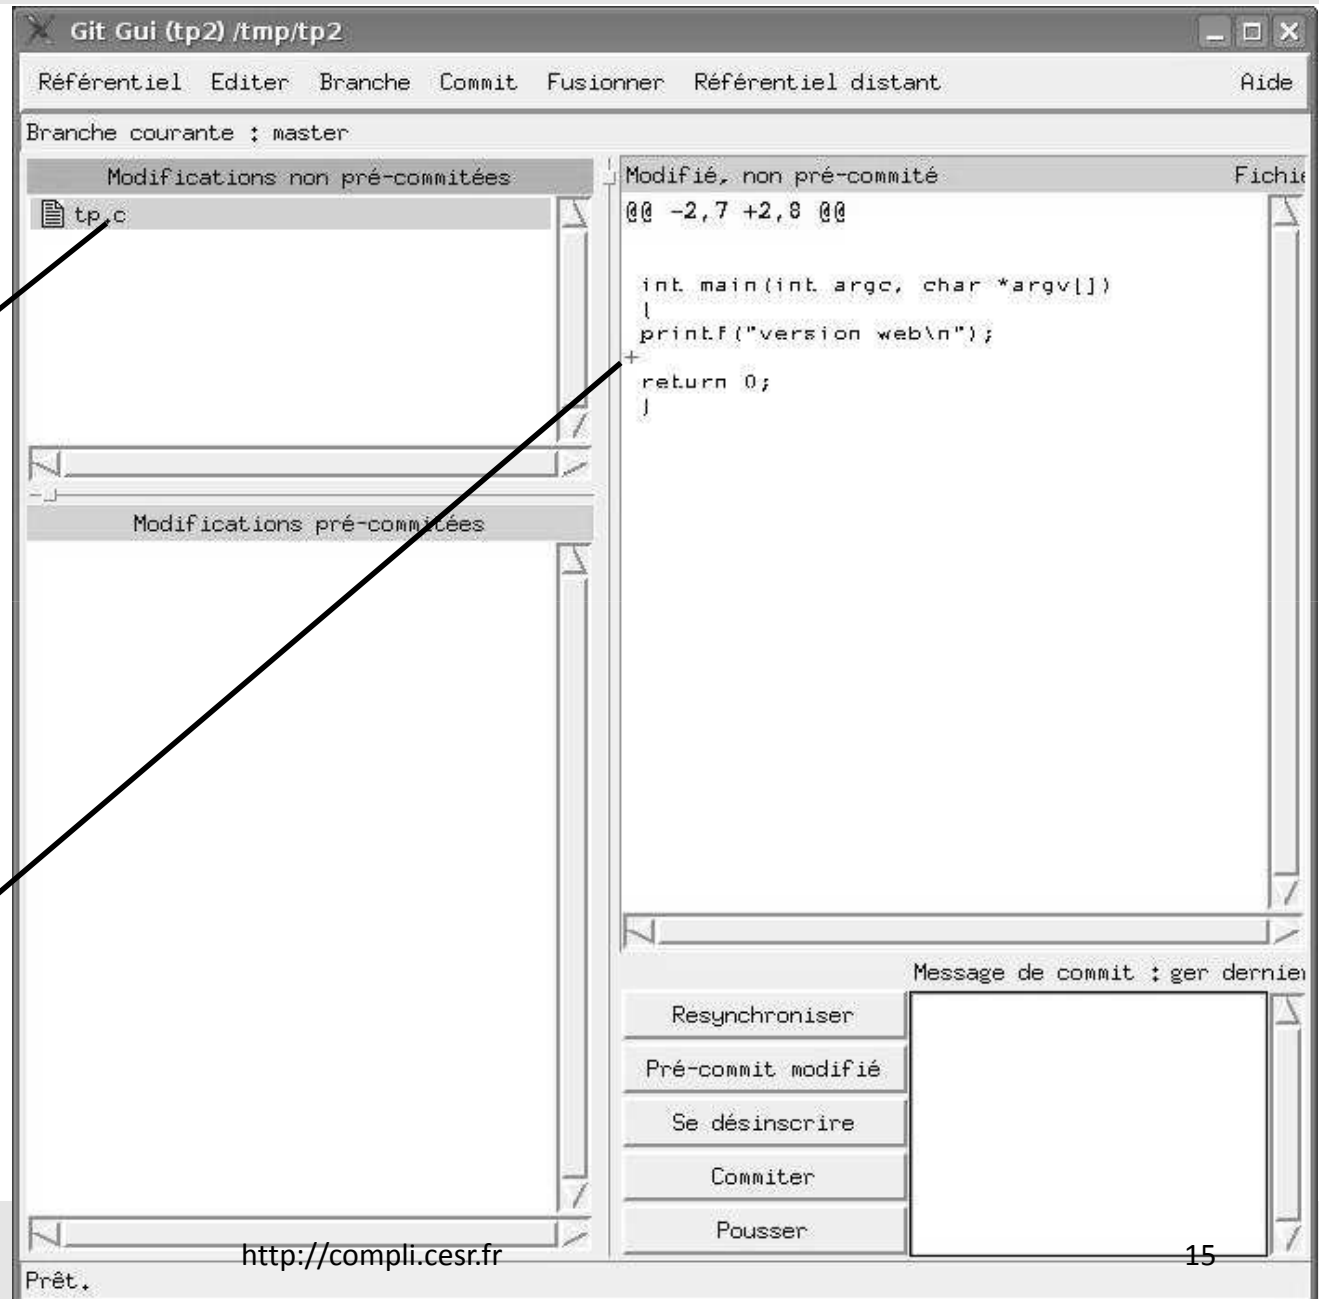 Git Gui (tp2) /tmp/tp2
Référentiel Editer Branche Commit Fusionner Référentiel distant Aide
Branche courante : master
Modifications non pré-commitées
tp.c
Modifications pré-commitées
Modifié, non pré-commité Fichie
@@ -2,7 +2,8 @@
int main(int argc, char *argv[])
{
printf("version web\n");
+
return 0;
}
Message de commit : ger dernier
Resynchroniser
Pré-commit modifié
Se désinscrire
Commiter
Pousser
http://compli.cesr.fr 15
Prêt.